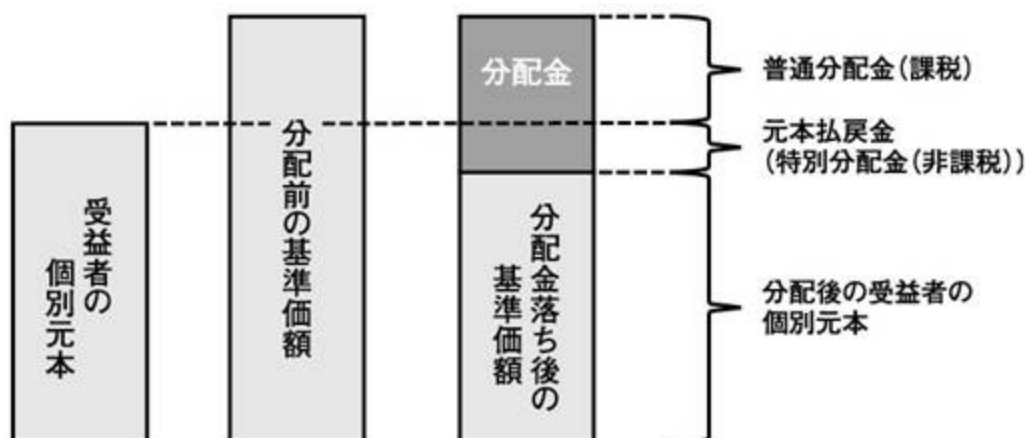 受益者の
個別元本
分配前の基準価額
分配金
分配金落ち後の
基準価額
普通分配金(課税)
元本払戻金
(特別分配金(非課税))
分配後の受益者の
個別元本